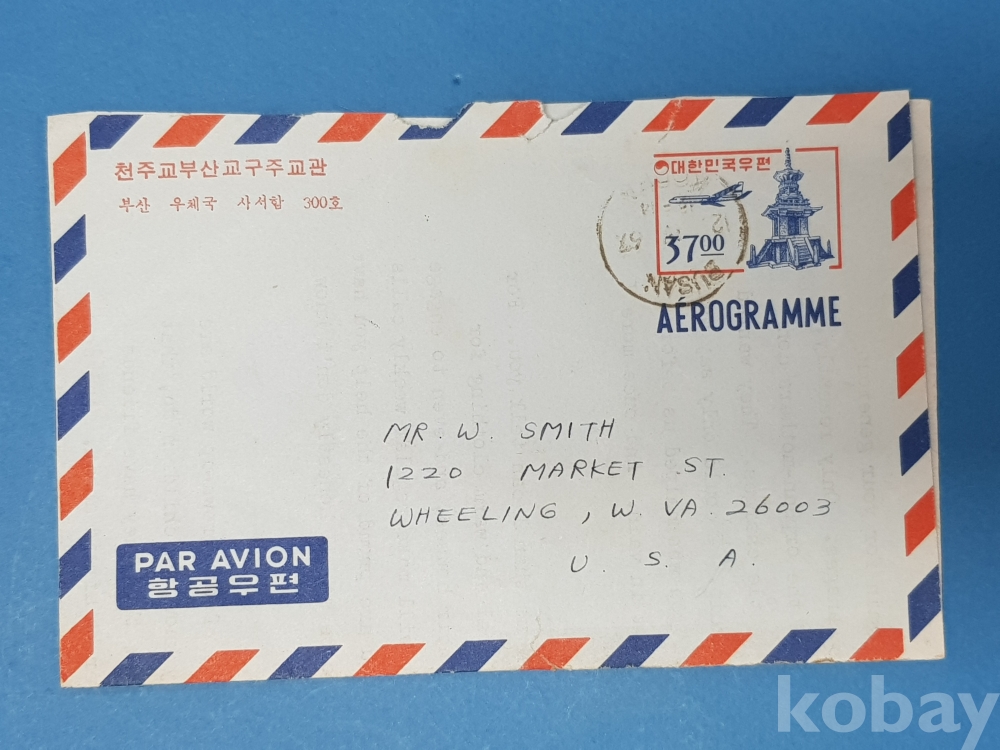 천주교부산교구주교관
부산 우체국 사서함 300호
대한민국우편
3700
BUSAN
AÉROGRAMME
MR. W. SMITH
1220 MARKET ST.
WHEELING, W. VA. 26003
U. S. A.
PAR AVION
항공우편
kobay